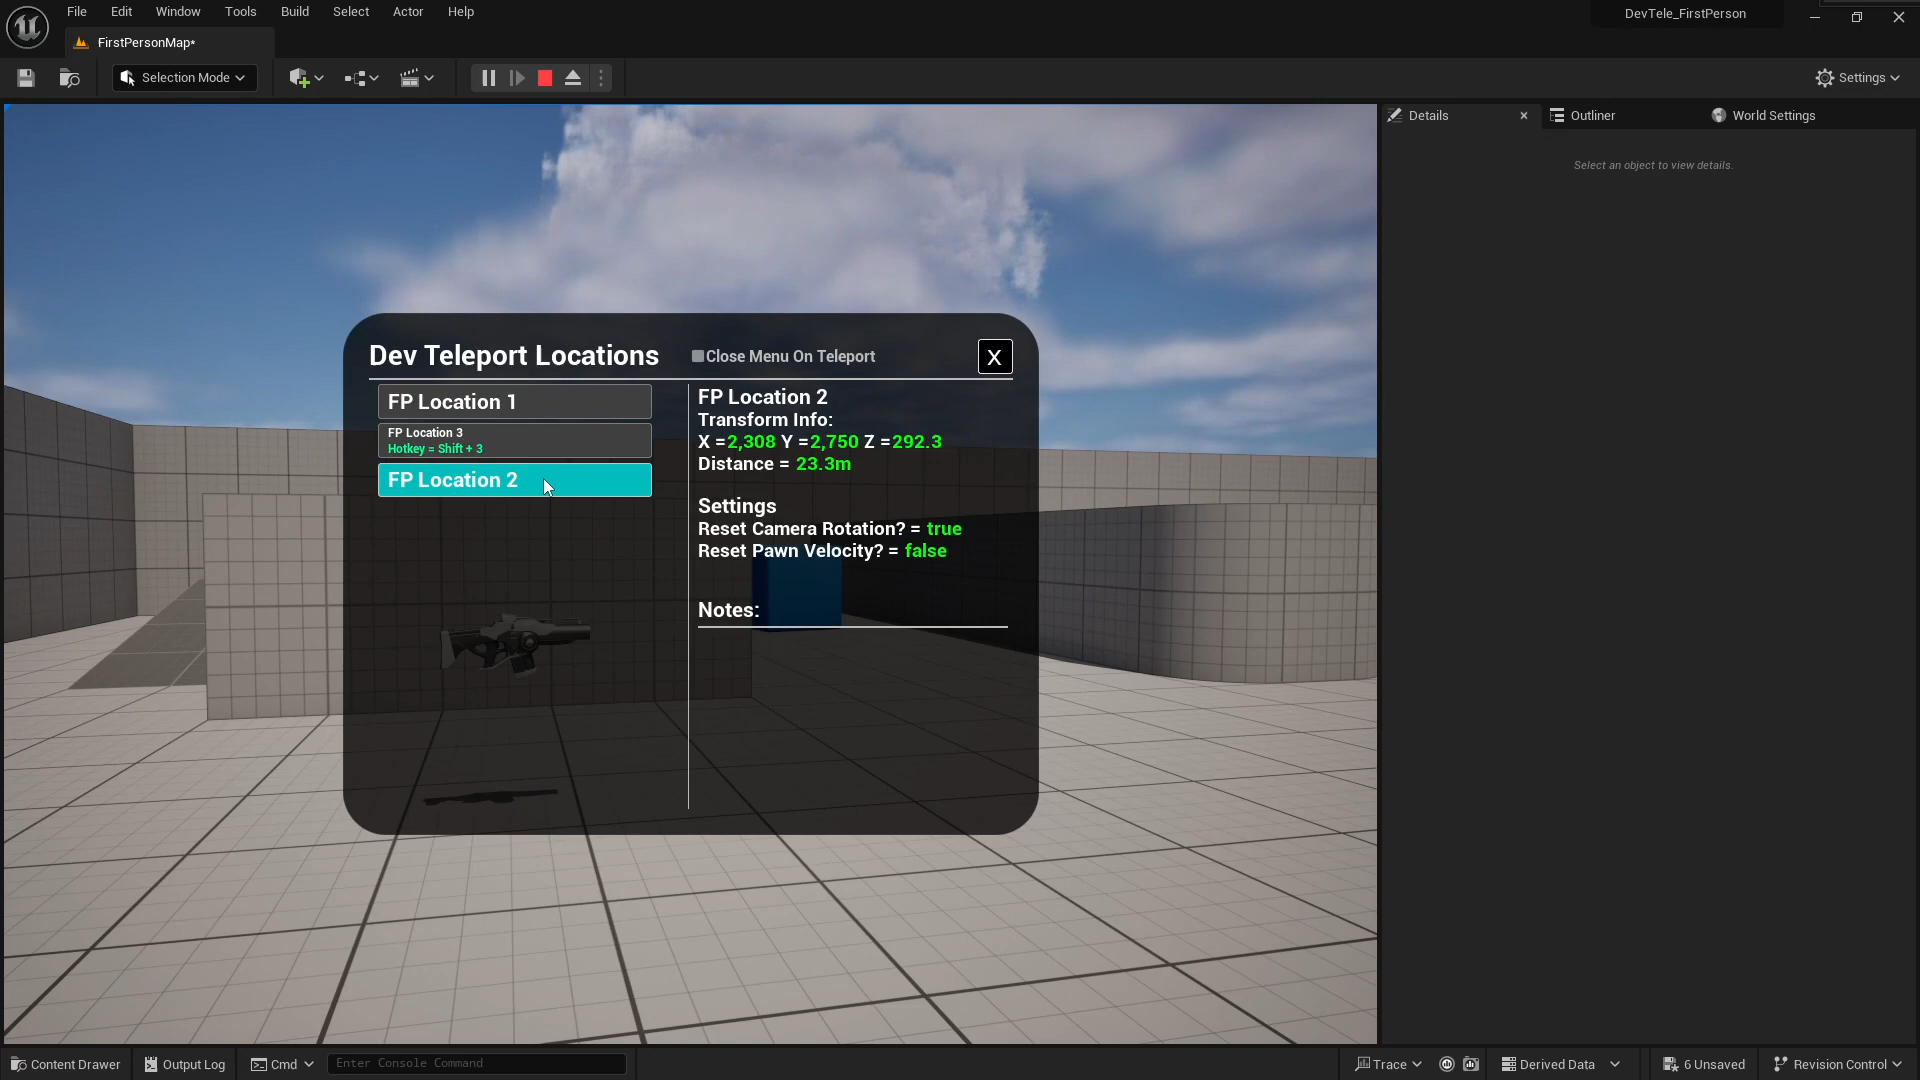 File Edit Window Tools Build Select Actor Help
DevTele_FirstPerson
FirstPersonMap*
Selection Mode
Settings
Details
Outliner
World Settings
Select an object to view details.
Dev Teleport Locations
Close Menu On Teleport
X
FP Location 1
FP Location 3
Hotkey = Shift + 3
FP Location 2
FP Location 2
Transform Info:
X =2,308 Y =2,750 Z =292.3
Distance = 23.3m
Settings
Reset Camera Rotation? = true
Reset Pawn Velocity? = false
Notes:
Content Drawer
Output Log
Cmd
Enter Console Command
Trace
Derived Data
6 Unsaved
Revision Control